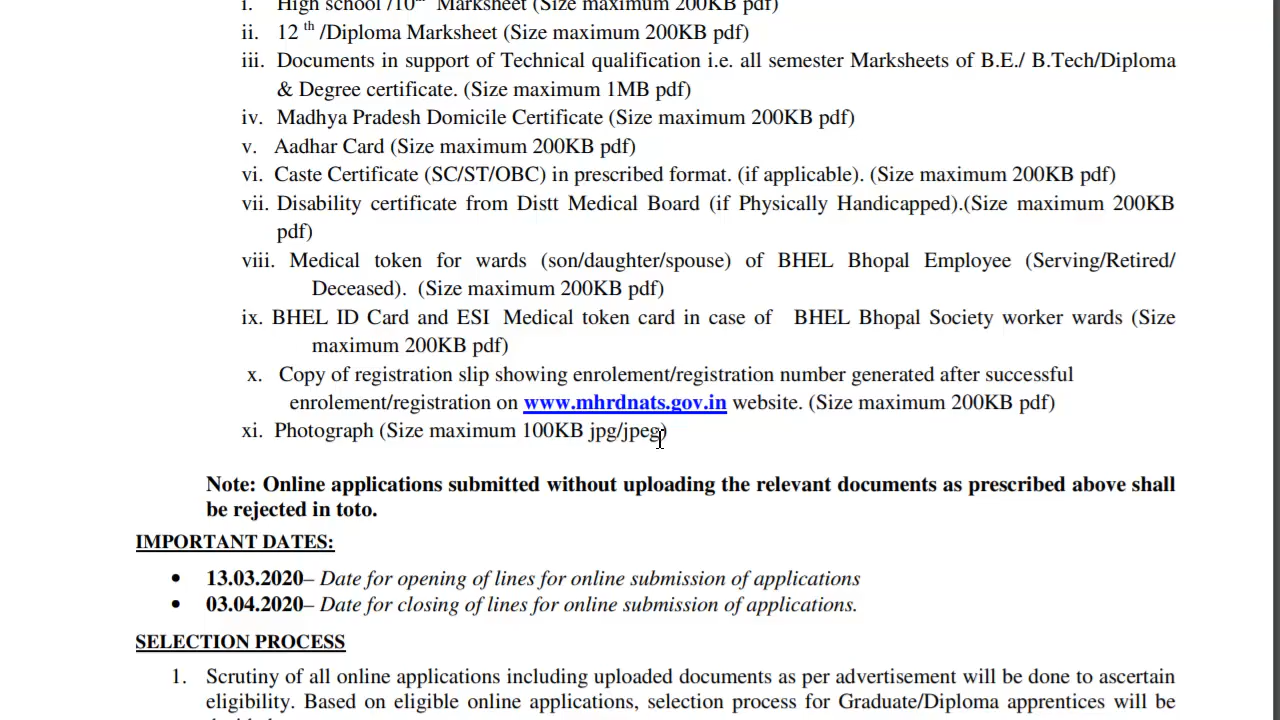 i. High school /10th Marksheet (Size maximum 200KB pdf)
ii. 12 th /Diploma Marksheet (Size maximum 200KB pdf)
iii. Documents in support of Technical qualification i.e. all semester Marksheets of B.E./ B.Tech/Diploma
& Degree certificate. (Size maximum 1MB pdf)
iv. Madhya Pradesh Domicile Certificate (Size maximum 200KB pdf)
v. Aadhar Card (Size maximum 200KB pdf)
vi. Caste Certificate (SC/ST/OBC) in prescribed format. (if applicable). (Size maximum 200KB pdf)
vii. Disability certificate from Distt Medical Board (if Physically Handicapped).(Size maximum 200KB
pdf)
viii. Medical token for wards (son/daughter/spouse) of BHEL Bhopal Employee (Serving/Retired/
Deceased). (Size maximum 200KB pdf)
ix. BHEL ID Card and ESI Medical token card in case of BHEL Bhopal Society worker wards (Size
maximum 200KB pdf)
x. Copy of registration slip showing enrolement/registration number generated after successful
enrolement/registration on www.mhrdnats.gov.in website. (Size maximum 200KB pdf)
xi. Photograph (Size maximum 100KB jpg/jpeg)
Note: Online applications submitted without uploading the relevant documents as prescribed above shall
be rejected in toto.
IMPORTANT DATES:
• 13.03.2020– Date for opening of lines for online submission of applications
• 03.04.2020– Date for closing of lines for online submission of applications.
SELECTION PROCESS
1. Scrutiny of all online applications including uploaded documents as per advertisement will be done to ascertain
eligibility. Based on eligible online applications, selection process for Graduate/Diploma apprentices will be